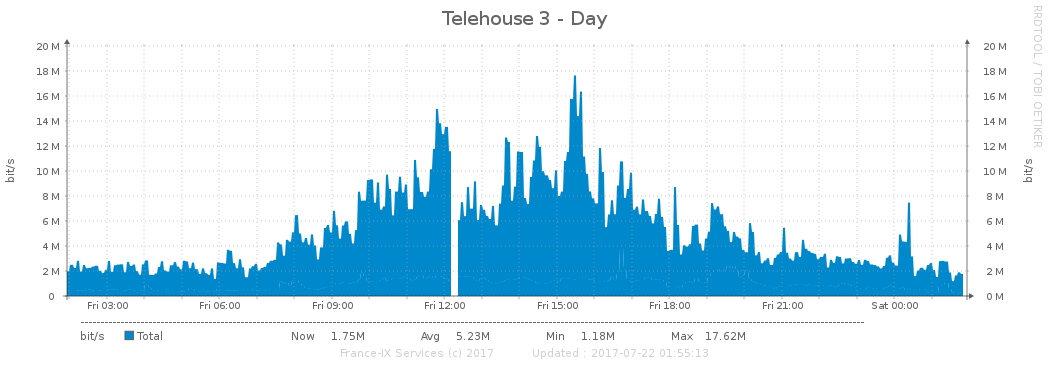 Telehouse 3 - Day
RRDTOOL / TOBI OETIKER
bit/s
20 M 20 M
18 M 18 M
16 M 16 M
14 M 14 M
12 M 12 M
10 M 10 M
8 M 8 M
6 M 6 M
4 M 4 M
2 M 2 M
0 0 M
bit/s
Fri 03:00 Fri 06:00 Fri 09:00 Fri 12:00 Fri 15:00 Fri 18:00 Fri 21:00 Sat 00:00
bit/s Total Now 1.75M Avg 5.23M Min 1.18M Max 17.62M
France-IX Services (c) 2017 Updated : 2017-07-22 01:55:13